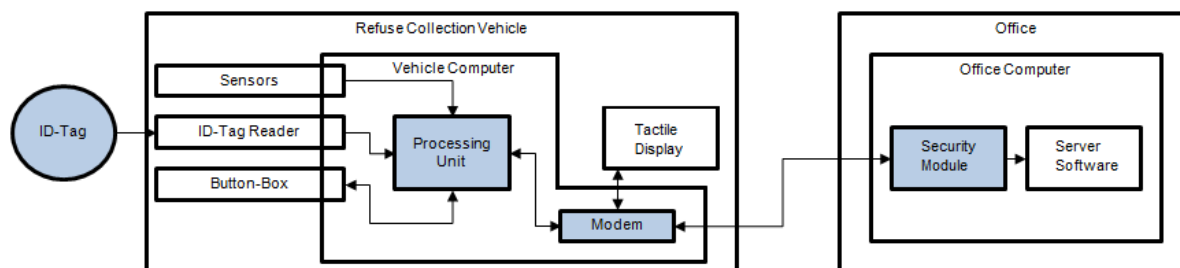 Refuse Collection Vehicle
Office
Vehicle Computer
Office Computer
Sensors
ID-Tag
ID-Tag Reader
Processing
Unit
Tactile
Display
Security
Module
Server
Software
Button-Box
Modem